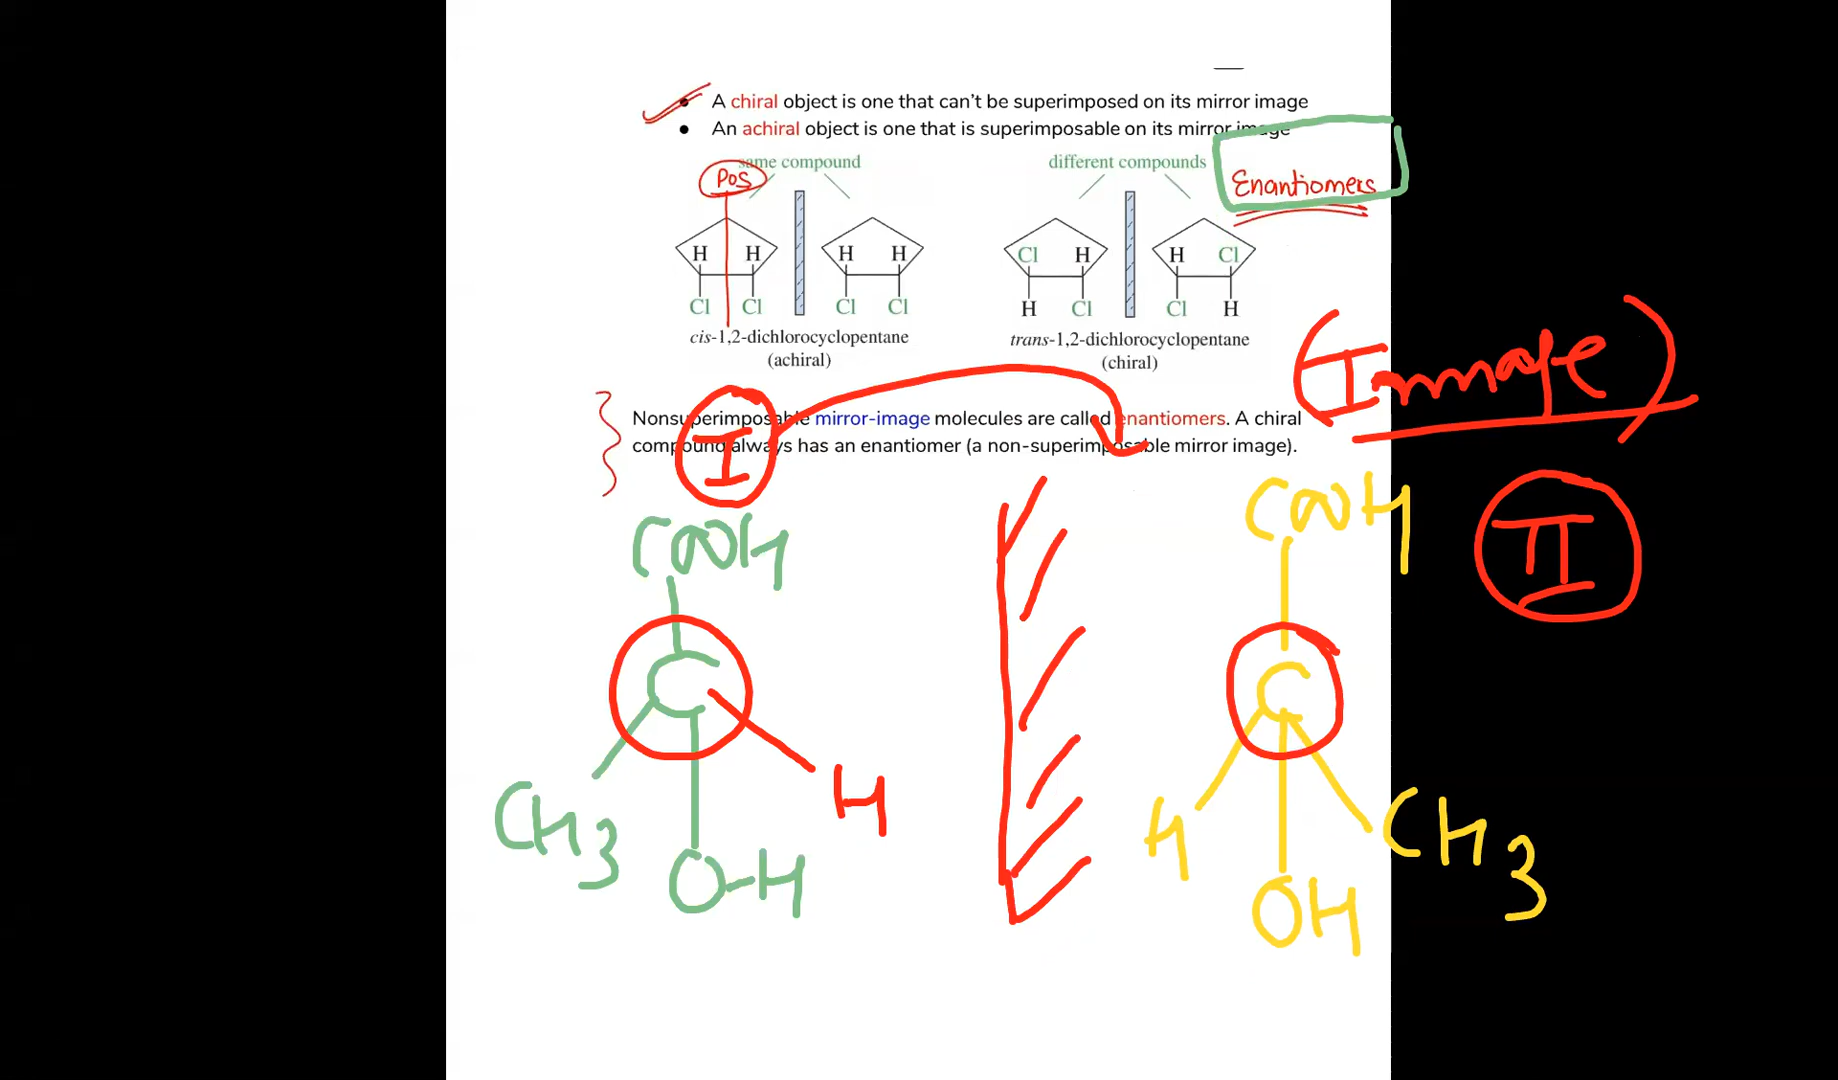 A chiral object is one that can't be superimposed on its mirror image
An achiral object is one that is superimposable on its mirror image
POS same compound different compounds Enantiomers
H H H H Cl H H Cl
Cl Cl Cl Cl H Cl Cl H
cis-1,2-dichlorocyclopentane trans-1,2-dichlorocyclopentane
(achiral) (chiral)
(Immage)
Nonsuperimposable mirror-image molecules are called enantiomers. A chiral
compound always has an enantiomer (a non-superimposable mirror image).
I II
COOH COOH
C C
CH3 H H CH3
O-H OH